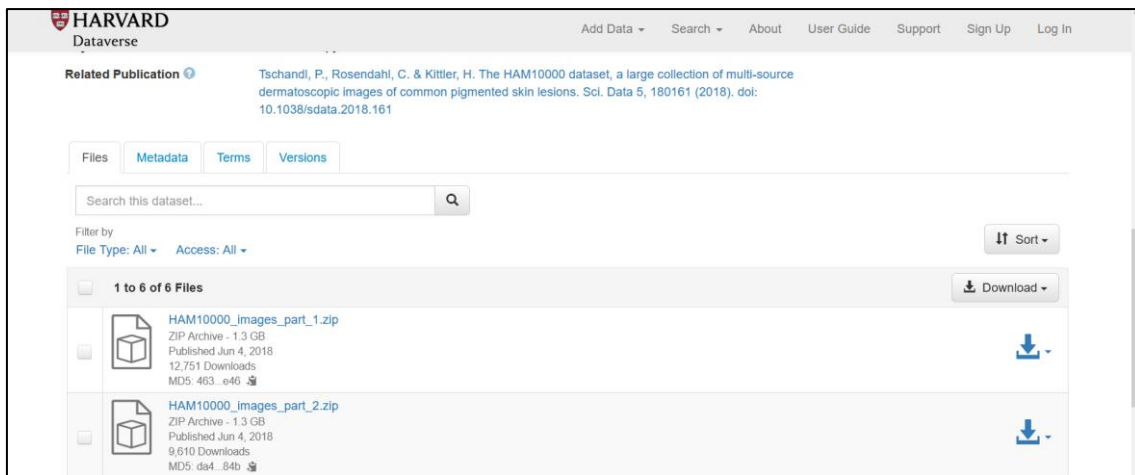 HARVARD
Dataverse
Add Data Search About User Guide Support Sign Up Log In
Related Publication
Tschandl, P., Rosendahl, C. & Kittler, H. The HAM10000 dataset, a large collection of multi-source
dermatoscopic images of common pigmented skin lesions. Sci. Data 5, 180161 (2018). doi:
10.1038/sdata.2018.161
Files Metadata Terms Versions
Search this dataset...
Filter by
File Type: All Access: All
Sort
1 to 6 of 6 Files
Download
HAM10000_images_part_1.zip
ZIP Archive - 1.3 GB
Published Jun 4, 2018
12,751 Downloads
MD5: 463...e46
HAM10000_images_part_2.zip
ZIP Archive - 1.3 GB
Published Jun 4, 2018
9,610 Downloads
MD5: da4...84b